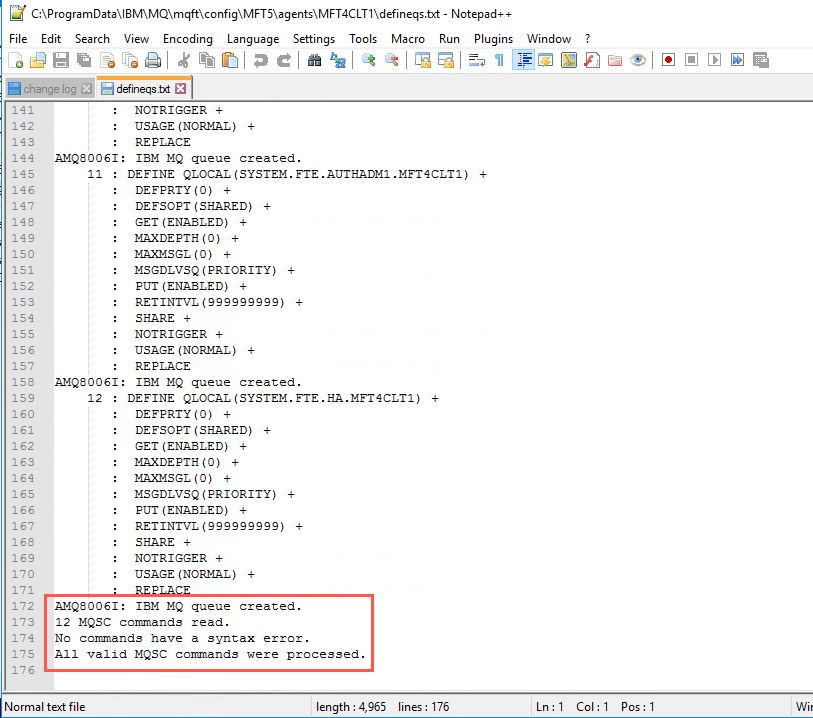 C:\ProgramData\IBM\MQ\mqft\config\MFT5\agents\MFT4CLT1\defineqs.txt - Notepad++
File Edit Search View Encoding Language Settings Tools Macro Run Plugins Window ?
change.log defineqs.txt
141 : NOTRIGGER +
142 : USAGE(NORMAL) +
143 : REPLACE
144 AMQ8006I: IBM MQ queue created.
145 11 : DEFINE QLOCAL(SYSTEM.FTE.AUTHADM1.MFT4CLT1) +
146 : DEFPRTY(0) +
147 : DEFSOPT(SHARED) +
148 : GET(ENABLED) +
149 : MAXDEPTH(0) +
150 : MAXMSGL(0) +
151 : MSGDLVSQ(PRIORITY) +
152 : PUT(ENABLED) +
153 : RETINTVL(999999999) +
154 : SHARE +
155 : NOTRIGGER +
156 : USAGE(NORMAL) +
157 : REPLACE
158 AMQ8006I: IBM MQ queue created.
159 12 : DEFINE QLOCAL(SYSTEM.FTE.HA.MFT4CLT1) +
160 : DEFPRTY(0) +
161 : DEFSOPT(SHARED) +
162 : GET(ENABLED) +
163 : MAXDEPTH(0) +
164 : MAXMSGL(0) +
165 : MSGDLVSQ(PRIORITY) +
166 : PUT(ENABLED) +
167 : RETINTVL(999999999) +
168 : SHARE +
169 : NOTRIGGER +
170 : USAGE(NORMAL) +
171 : REPLACE
172 AMQ8006I: IBM MQ queue created.
173 12 MQSC commands read.
174 No commands have a syntax error.
175 All valid MQSC commands were processed.
176
Normal text file length : 4,965 lines : 176 Ln : 1 Col : 1 Pos : 1